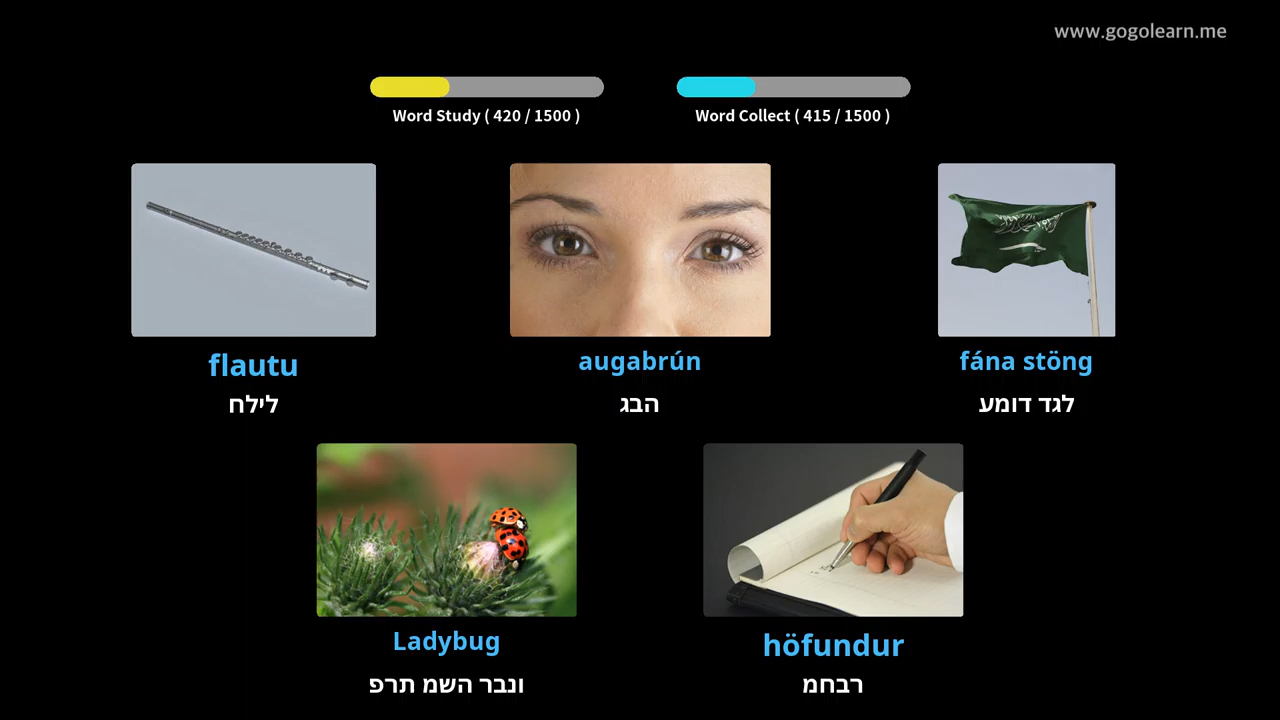 www.gogolearn.me
Word Study ( 420 / 1500 )
Word Collect ( 415 / 1500 )
flautu
לילח
augabrún
הבג
fána stöng
לגד דומע
Ladybug
ונבר השמ תרפ
höfundur
רבחמ